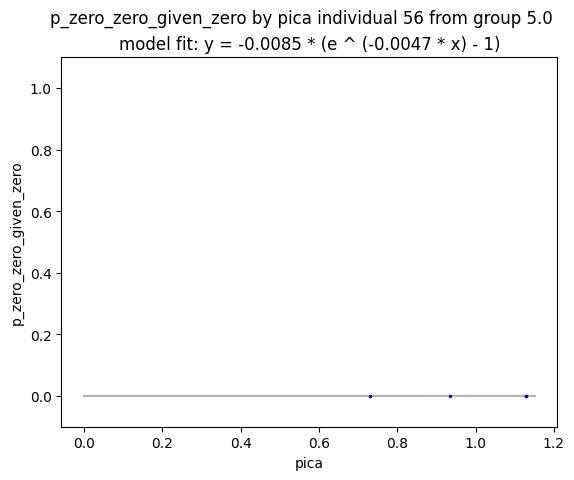 p_zero_zero_given_zero by pica individual 56 from group 5.0
model fit: y = -0.0085 * (e ^ (-0.0047 * x) - 1)
p_zero_zero_given_zero
1.0
0.8
0.6
0.4
0.2
0.0
0.0 0.2 0.4 0.6 0.8 1.0 1.2
pica